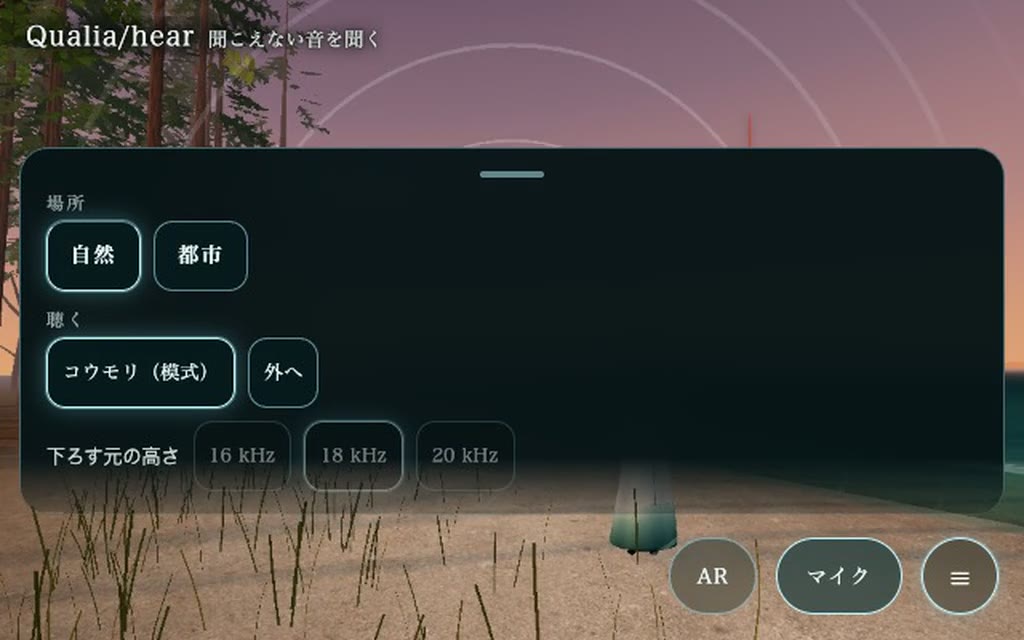 Qualia/hear 聞こえない音を聞く
場所
自然 都市
聴く
コウモリ（模式） 外へ
下ろす元の高さ 16 kHz 18 kHz 20 kHz
AR マイク ≡